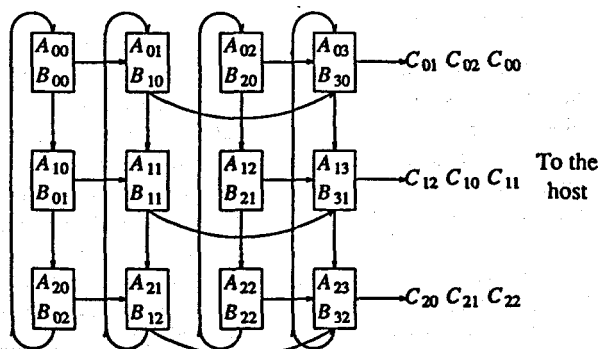 A00 A01 A02 A03
B00 B10 B20 B30 C01 C02 C00
A10 A11 A12 A13
B01 B11 B21 B31 C12 C10 C11
To the
host
A20 A21 A22 A23
B02 B12 B22 B32 C20 C21 C22